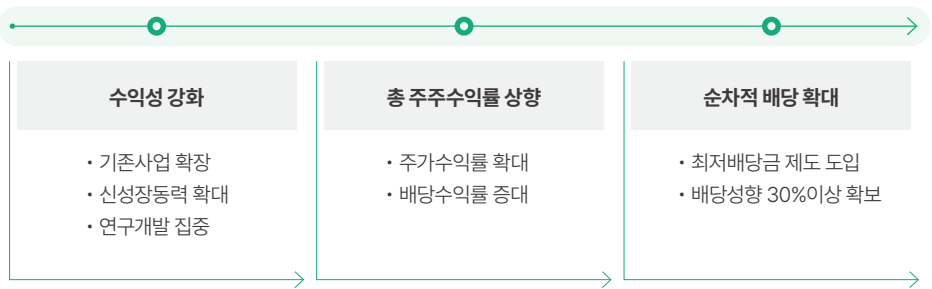 수익성 강화
• 기존사업 확장
• 신성장동력 확대
• 연구개발 집중
총 주주수익률 상향
• 주가수익률 확대
• 배당수익률 증대
순차적 배당 확대
• 최저배당금 제도 도입
• 배당성향 30%이상 확보